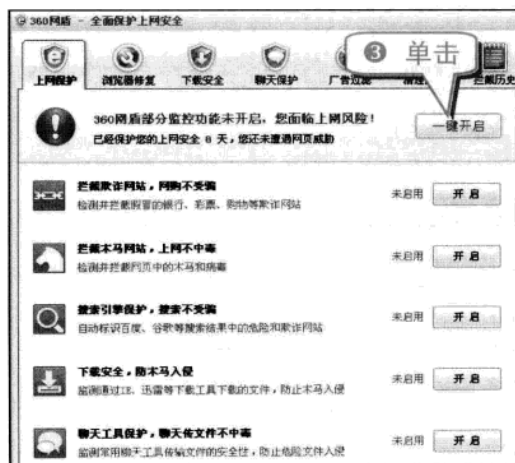 360网盾 - 全面保护上网安全
❸ 单击
上网保护 浏览器修复 下载安全 聊天保护 广告过滤 拦截历史
360网盾部分监控功能未开启，您面临上网风险！
已经保护您的上网安全 0 天，您还未遭遇网页威胁
一键开启
拦截欺诈网站，网购不受骗
检测并拦截假冒的银行、彩票、购物等欺诈网站
未启用 开启
拦截木马网站，上网不中毒
检测并拦截网页中的木马和病毒
未启用 开启
搜索引擎保护，搜索不受骗
自动标识百度、谷歌等搜索结果中的危险和欺诈网站
未启用 开启
下载安全，防木马入侵
监测通过IE、迅雷等下载工具下载的文件，防止木马入侵
未启用 开启
聊天工具保护，聊天传文件不中毒
监测常用聊天工具传输文件的安全性，防止危险文件入侵
未启用 开启